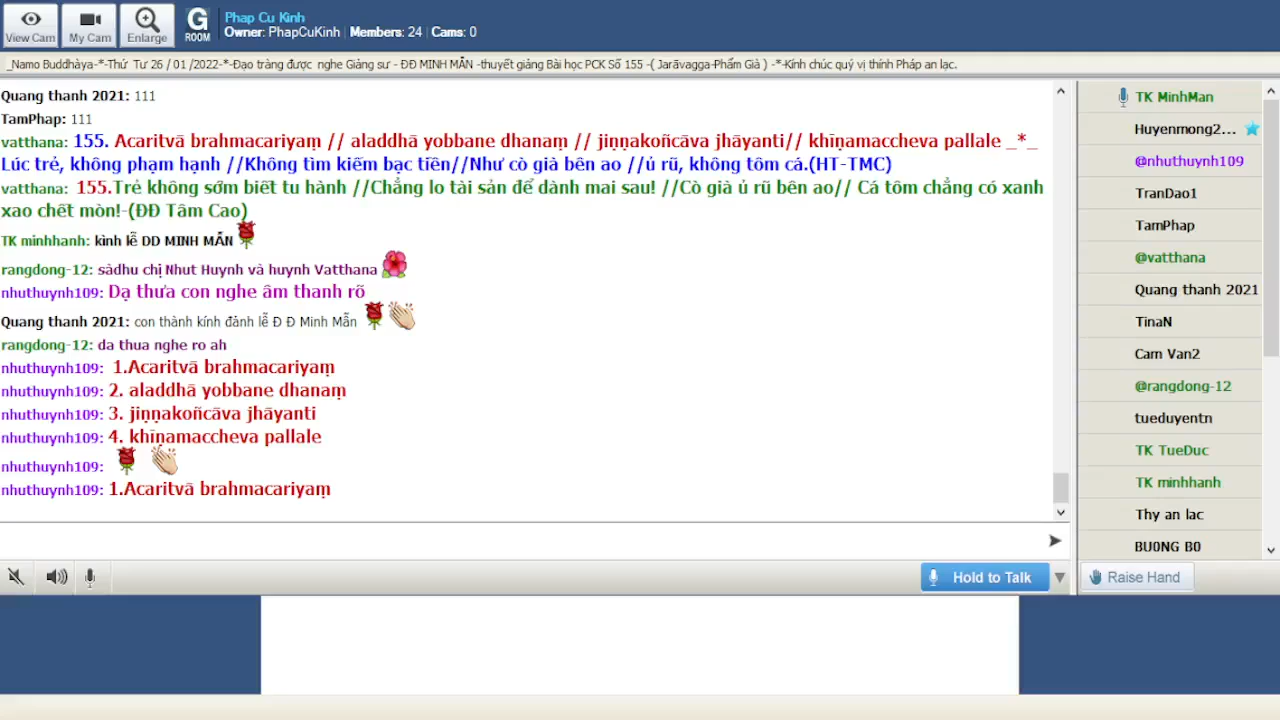 View Cam
My Cam
Enlarge
G
ROOM
Phap Cu Kinh
Owner: PhapCuKinh | Members: 24 | Cams: 0
_Namo Buddhàya-*-Thứ Tư 26 / 01 /2022-*-Đạo tràng được nghe Giảng sư - ĐĐ MINH MẪN -thuyết giảng Bài học PCK Số 155 -( Jarāvagga-Phẩm Già ) -*-Kính chúc quý vị thính Pháp an lạc.
Quang thanh 2021: 111
TamPhap: 111
vatthana: 155. Acaritvā brahmacariyaṃ // aladdhā yobbane dhanaṃ // jiṇṇakoñcāva jhāyanti// khīṇamaccheva pallale _*_
Lúc trẻ, không phạm hạnh //Không tìm kiếm bạc tiền//Như cò già bên ao //ủ rũ, không tôm cá.(HT-TMC)
vatthana: 155.Trẻ không sớm biết tu hành //Chẳng lo tài sản để dành mai sau! //Cò già ủ rũ bên ao// Cá tôm chẳng có xanh
xao chết mòn!-(ĐĐ Tâm Cao)
TK minhhanh: kình lễ DD MINH MẪN
rangdong-12: sàdhu chị Nhut Huynh và huynh Vatthana
nhuthuynh109: Dạ thưa con nghe âm thanh rõ
Quang thanh 2021: con thành kính đảnh lễ Đ Đ Minh Mẫn
rangdong-12: da thua nghe ro ah
nhuthuynh109: 1.Acaritvā brahmacariyaṃ
nhuthuynh109: 2. aladdhā yobbane dhanaṃ
nhuthuynh109: 3. jiṇṇakoñcāva jhāyanti
nhuthuynh109: 4. khīṇamaccheva pallale
nhuthuynh109:
nhuthuynh109: 1.Acaritvā brahmacariyaṃ
Hold to Talk
TK MinhMan
Huyenmong2...
@nhuthuynh109
TranDao1
TamPhap
@vatthana
Quang thanh 2021
TinaN
Cam Van2
@rangdong-12
tueduyentn
TK TueDuc
TK minhhanh
Thy an lac
BU0NG B0
Raise Hand